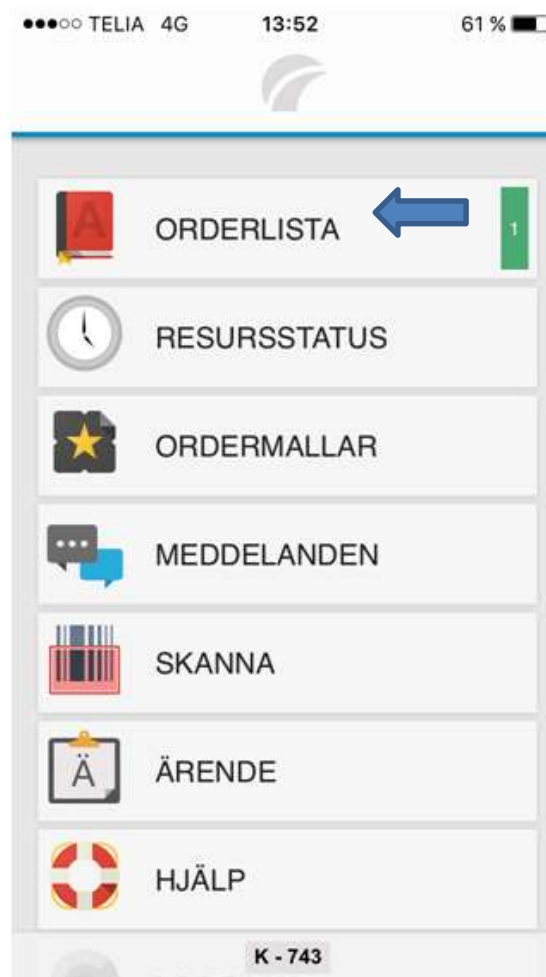 ●●●○○ TELIA 4G 13:52 61 %
A
ORDERLISTA 1
RESURSSTATUS
ORDERMALLAR
MEDDELANDEN
SKANNA
Ä ÄRENDE
HJÄLP
K - 743